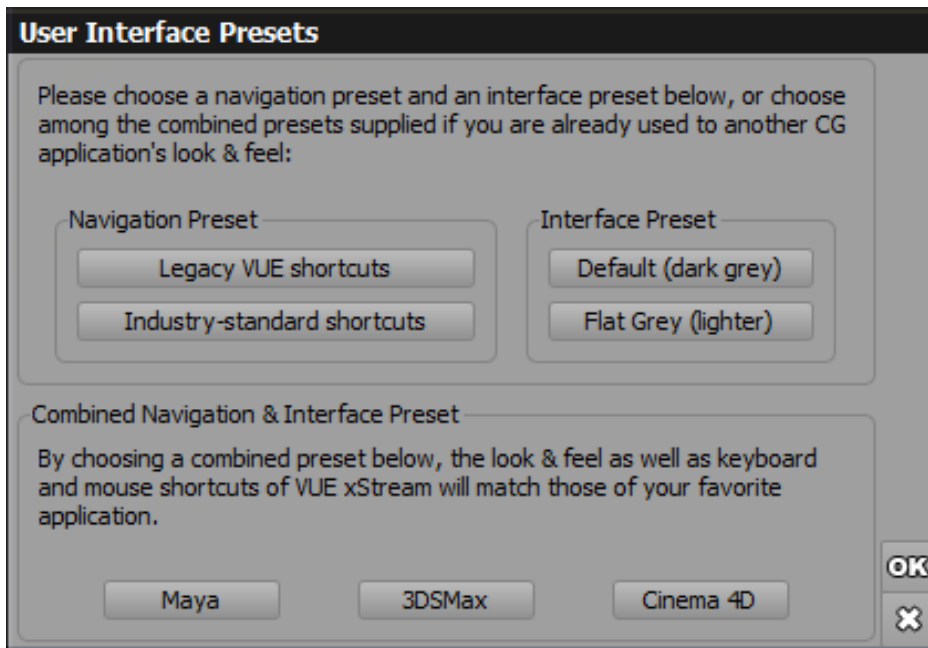 User Interface Presets
Please choose a navigation preset and an interface preset below, or choose
among the combined presets supplied if you are already used to another CG
application's look & feel:
Navigation Preset
Legacy VUE shortcuts
Industry-standard shortcuts
Interface Preset
Default (dark grey)
Flat Grey (lighter)
Combined Navigation & Interface Preset
By choosing a combined preset below, the look & feel as well as keyboard
and mouse shortcuts of VUE xStream will match those of your favorite
application.
Maya
3DSMax
Cinema 4D
OK